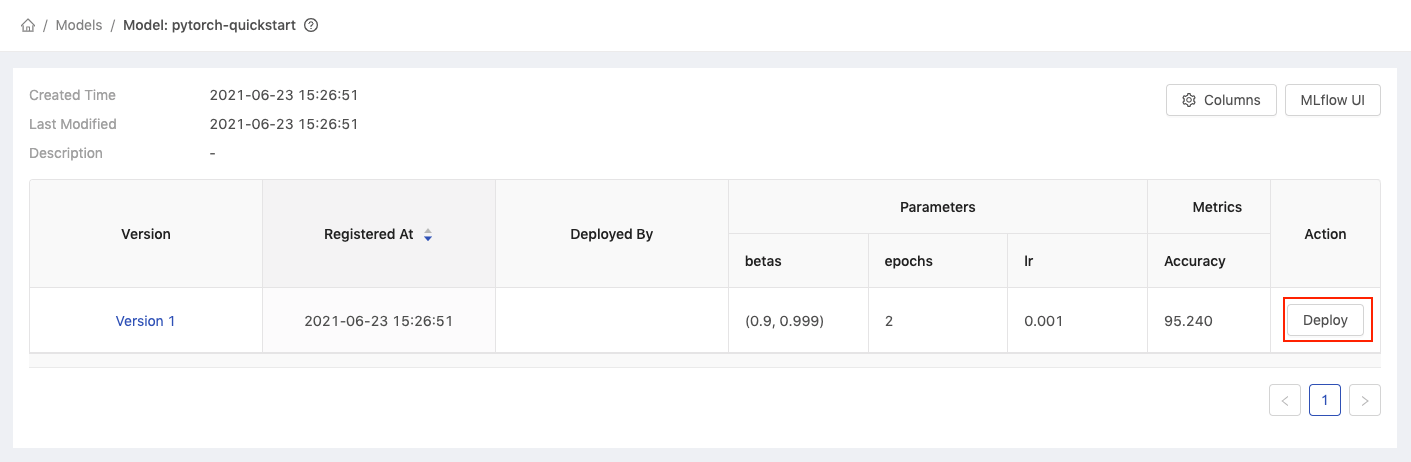 / Models / Model: pytorch-quickstart
Created Time 2021-06-23 15:26:51
Columns MLflow UI
Last Modified 2021-06-23 15:26:51
Description -
Parameters Metrics
Version Registered At Deployed By Action
betas epochs lr Accuracy
Version 1 2021-06-23 15:26:51 (0.9, 0.999) 2 0.001 95.240 Deploy
< 1 >